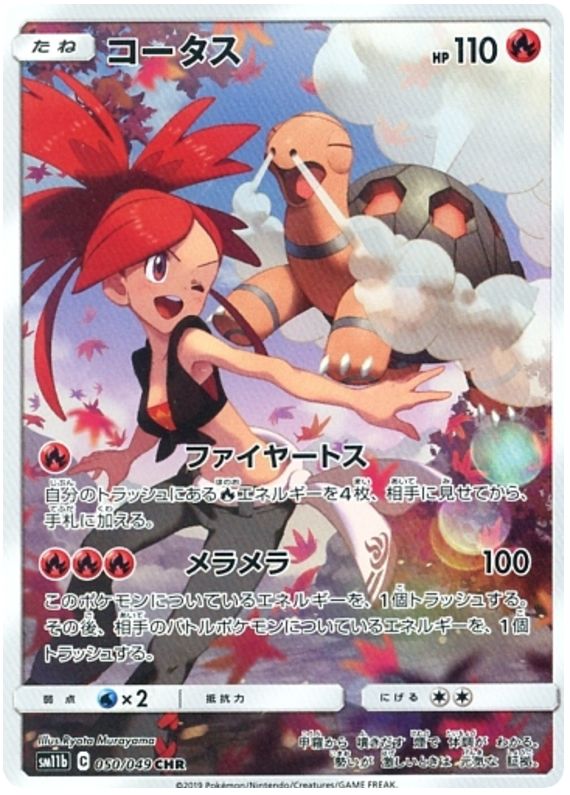 たね コータス HP 110
ファイヤートス
自分のトラッシュにある エネルギーを4枚、相手に見せてから、
手札に加える。
メラメラ 100
このポケモンについているエネルギーを、1個トラッシュする。
その後、相手のバトルポケモンについているエネルギーを、1個
トラッシュする。
弱点 ×2 抵抗力 にげる
illus. Ryota Murayama
sm11b C 050/049 CHR
甲羅から 噴きだす 煙で 体調が わかる。
勢いが 激しいときは 元気な 証拠。
©2019 Pokémon/Nintendo/Creatures/GAME FREAK.